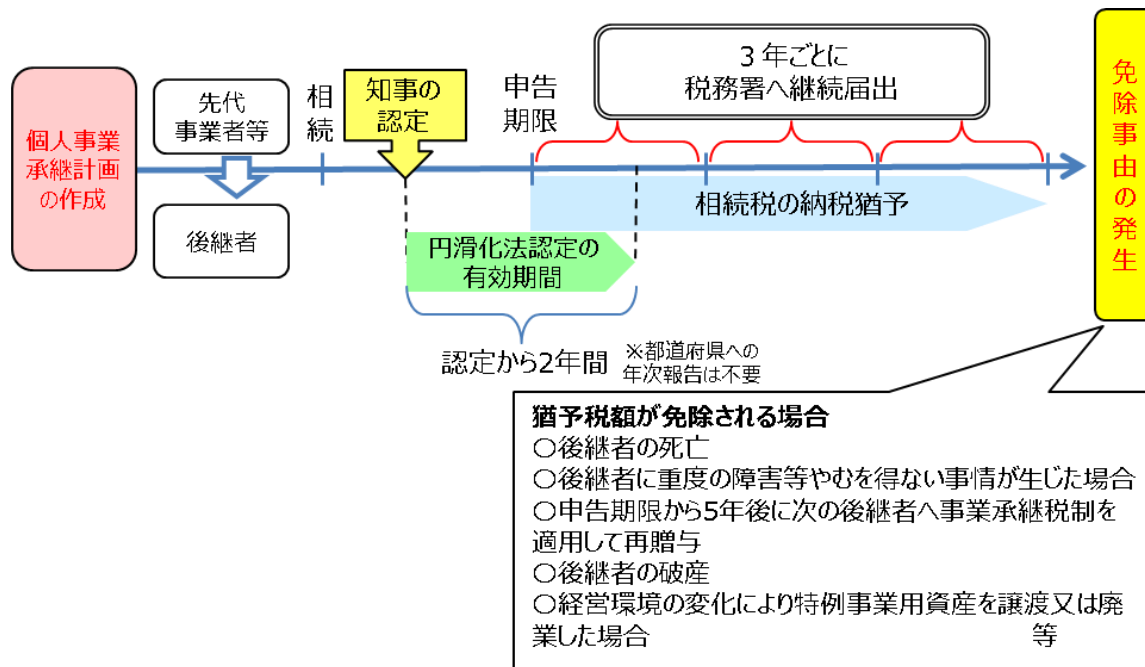 個人事業
承継計画
の作成
先代
事業者等
後継者
相
続
知事の
認定
申告
期限
3年ごとに
税務署へ継続届出
免
除
事
由
の
発
生
相続税の納税猶予
円滑化法認定の
有効期間
認定から2年間
※都道府県への
年次報告は不要
猶予税額が免除される場合
○後継者の死亡
○後継者に重度の障害等やむを得ない事情が生じた場合
○申告期限から5年後に次の後継者へ事業承継税制を
適用して再贈与
○後継者の破産
○経営環境の変化により特例事業用資産を譲渡又は廃
業した場合 等